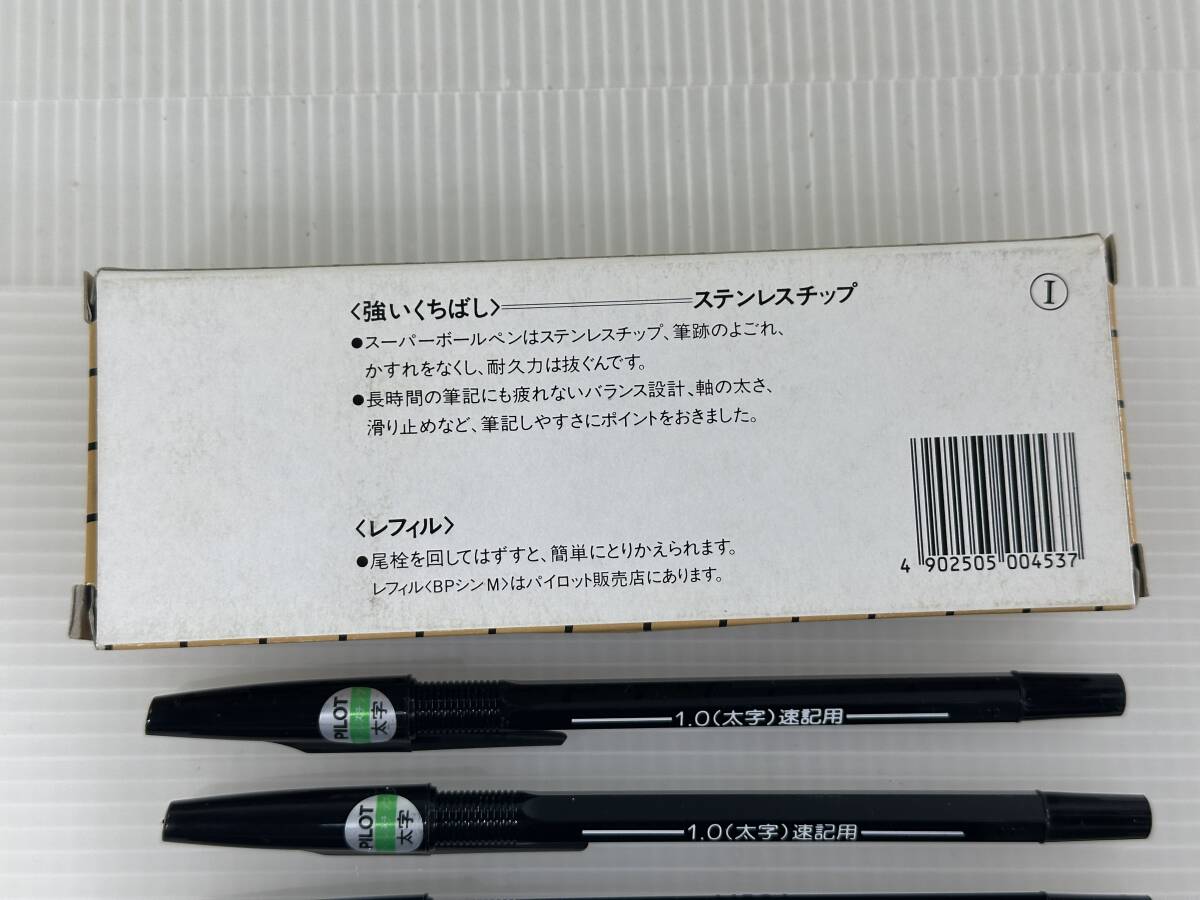 〈強いくちばし〉 ステンレスチップ
Ⓘ
●スーパーボールペンはステンレスチップ、筆跡のよごれ、
かすれをなくし、耐久力は抜ぐんです。
●長時間の筆記にも疲れないバランス設計、軸の太さ、
滑り止めなど、筆記しやすさにポイントをおきました。
〈レフィル〉
●尾栓を回してはずすと、簡単にとりかえられます。
レフィル〈BPシンM〉はパイロット販売店にあります。
4 902505 004537
PILOT
太字
1.0(太字)速記用
PILOT
太字
1.0(太字)速記用